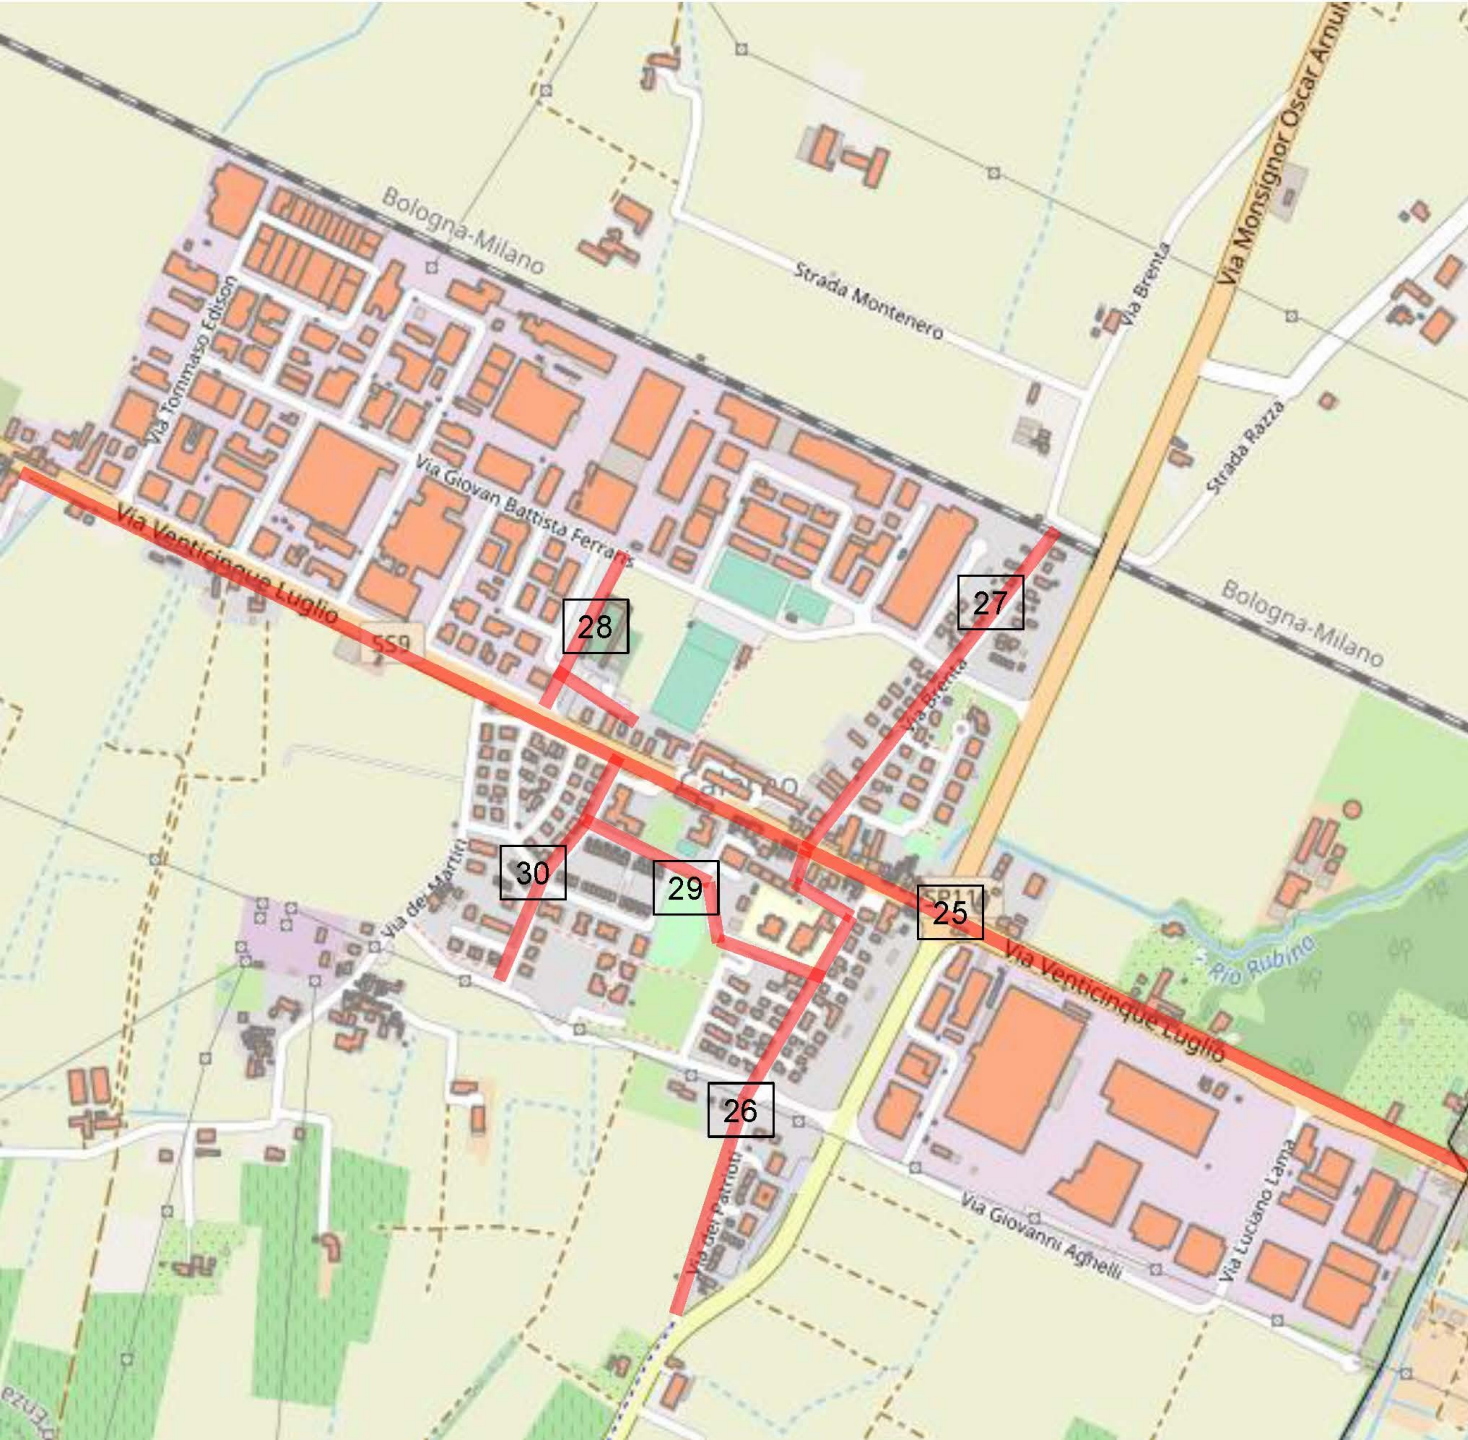 Via Monsignor Oscar Arnulf
Bologna-Milano
Strada Montenero
Via Brenta
Via Tommaso Edison
Strada Razza
Via Giovan Battista Ferraris
Via Venticinque Luglio
SS9
28
27
Bologna-Milano
Via Brenta
Via dei Martiri
30
29
25
Via Venticinque Luglio
Rio Rubino
26
Via dei Patrioti
Via Giovanni Agnelli
Via Luciano Lama
Enza